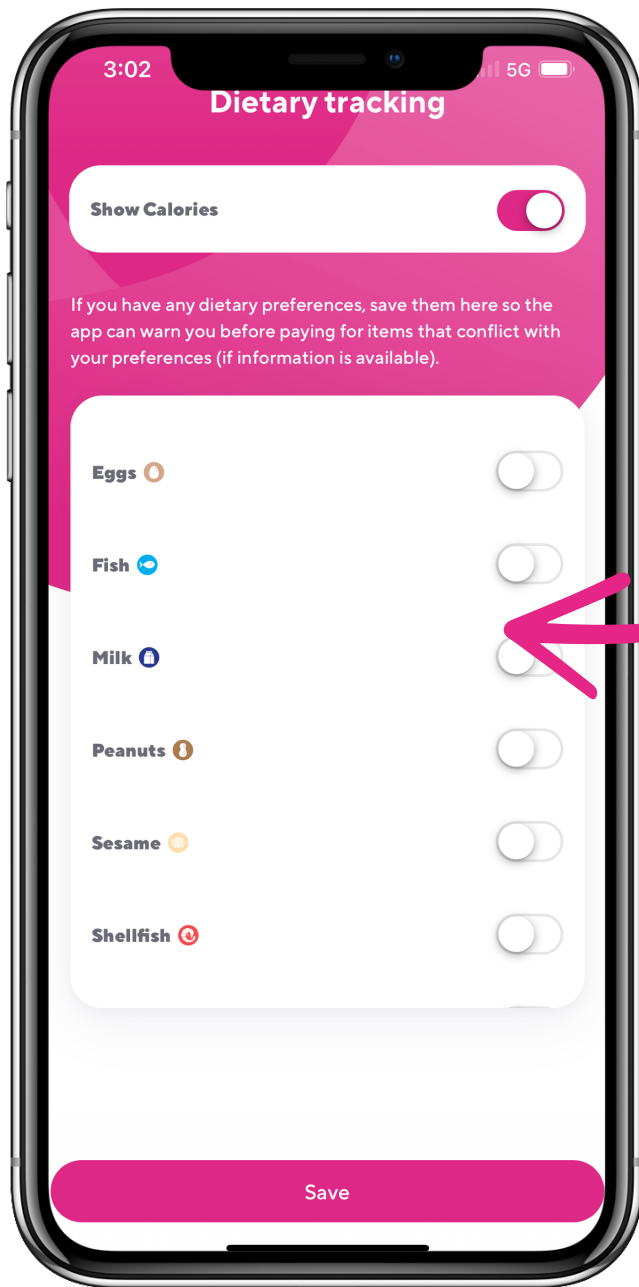 3:02
5G
Dietary tracking
Show Calories
If you have any dietary preferences, save them here so the
app can warn you before paying for items that conflict with
your preferences (if information is available).
Eggs
Fish
Milk
Peanuts
Sesame
Shellfish
Save